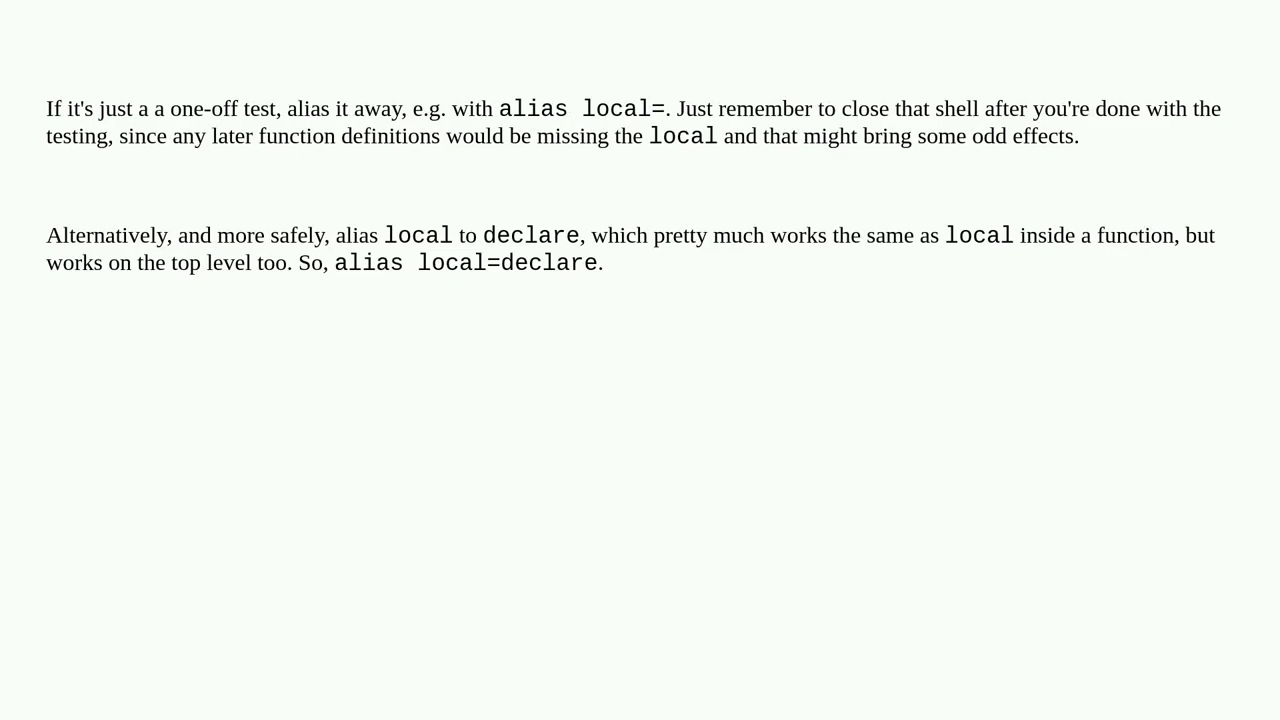 If it's just a a one-off test, alias it away, e.g. with alias local=. Just remember to close that shell after you're done with the
testing, since any later function definitions would be missing the local and that might bring some odd effects.
Alternatively, and more safely, alias local to declare, which pretty much works the same as local inside a function, but
works on the top level too. So, alias local=declare.